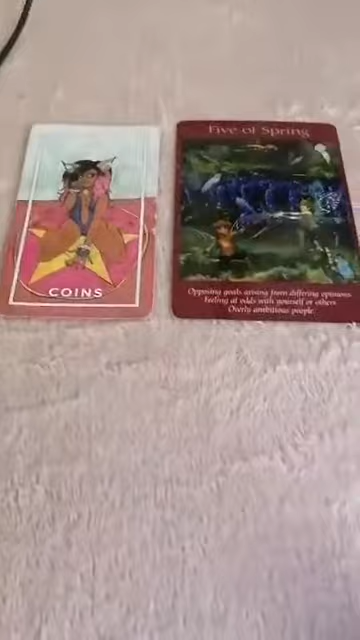 COINS
Five of Spring
Opposing goals arising from differing opinions.
Feeling at odds with yourself or others.
Overly ambitious people.